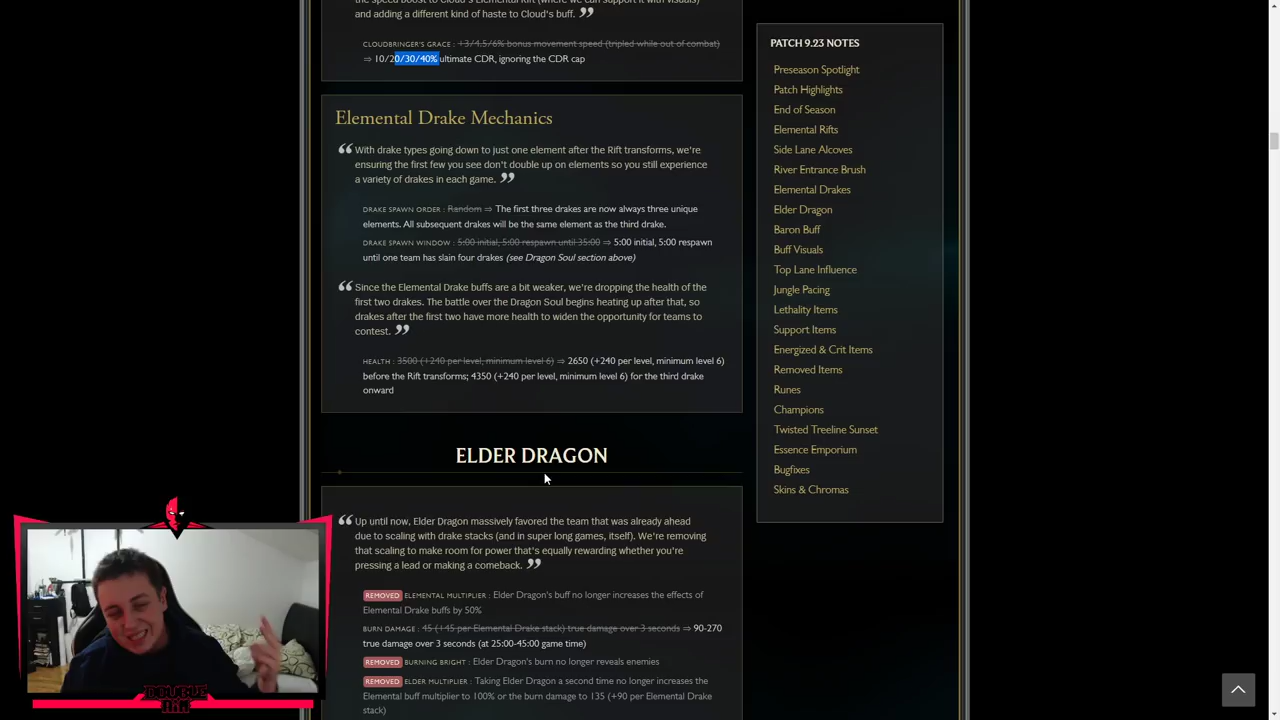 the speed boost to Cloud's Elemental Rift (where we can support it with visuals)
and adding a different kind of haste to Cloud's buff.
CLOUDBRINGER'S GRACE : +3/4.5/6% bonus movement speed (tripled while out of combat)
⇒ 10/20/30/40% ultimate CDR, ignoring the CDR cap
Elemental Drake Mechanics
With drake types going down to just one element after the Rift transforms, we're
ensuring the first few you see don't double up on elements so you still experience
a variety of drakes in each game.
DRAKE SPAWN ORDER : Random ⇒ The first three drakes are now always three unique
elements. All subsequent drakes will be the same element as the third drake.
DRAKE SPAWN WINDOW : 5:00 initial, 5:00 respawn until 35:00 ⇒ 5:00 initial, 5:00 respawn
until one team has slain four drakes (see Dragon Soul section above)
Since the Elemental Drake buffs are a bit weaker, we're dropping the health of the
first two drakes. The battle over the Dragon Soul begins heating up after that, so
drakes after the first two have more health to widen the opportunity for teams to
contest.
HEALTH : 3500 (+240 per level, minimum level 6) ⇒ 2650 (+240 per level, minimum level 6)
before the Rift transforms; 4350 (+240 per level, minimum level 6) for the third drake
onward
ELDER DRAGON
Up until now, Elder Dragon massively favored the team that was already ahead
due to scaling with drake stacks (and in super long games, itself). We're removing
that scaling to make room for power that's equally rewarding whether you're
pressing a lead or making a comeback.
REMOVED ELEMENTAL MULTIPLIER : Elder Dragon's buff no longer increases the effects of
Elemental Drake buffs by 50%
BURN DAMAGE : 45 (+45 per Elemental Drake stack) true damage over 3 seconds ⇒ 90-270
true damage over 3 seconds (at 25:00-45:00 game time)
REMOVED BURNING BRIGHT : Elder Dragon's burn no longer reveals enemies
REMOVED ELDER MULTIPLIER : Taking Elder Dragon a second time no longer increases the
Elemental buff multiplier to 100% or the burn damage to 135 (+90 per Elemental Drake
stack)
PATCH 9.23 NOTES
Preseason Spotlight
Patch Highlights
End of Season
Elemental Rifts
Side Lane Alcoves
River Entrance Brush
Elemental Drakes
Elder Dragon
Baron Buff
Buff Visuals
Top Lane Influence
Jungle Pacing
Lethality Items
Support Items
Energized & Crit Items
Removed Items
Runes
Champions
Twisted Treeline Sunset
Essence Emporium
Bugfixes
Skins & Chromas
DOUBLE